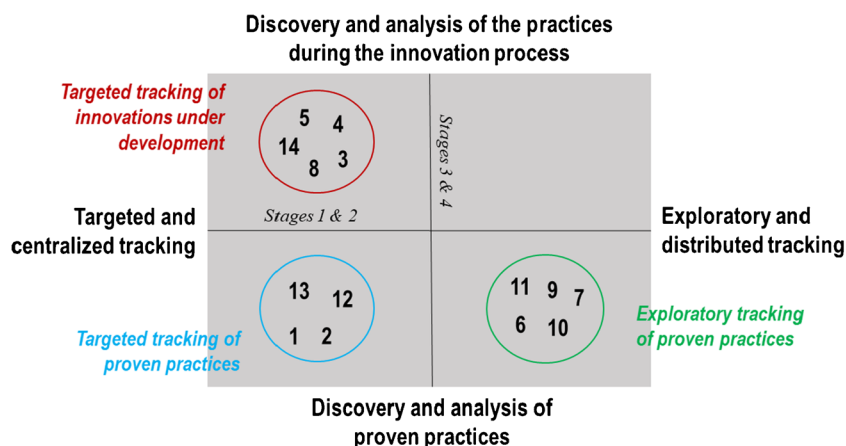 Discovery and analysis of the practices
during the innovation process
Targeted tracking of
innovations under
development
5 4
14
8 3
Stages 3 & 4
Stages 1 & 2
Targeted and
centralized tracking
Exploratory and
distributed tracking
13 12
1 2
Targeted tracking of
proven practices
11 9 7
6 10
Exploratory tracking
of proven practices
Discovery and analysis of
proven practices